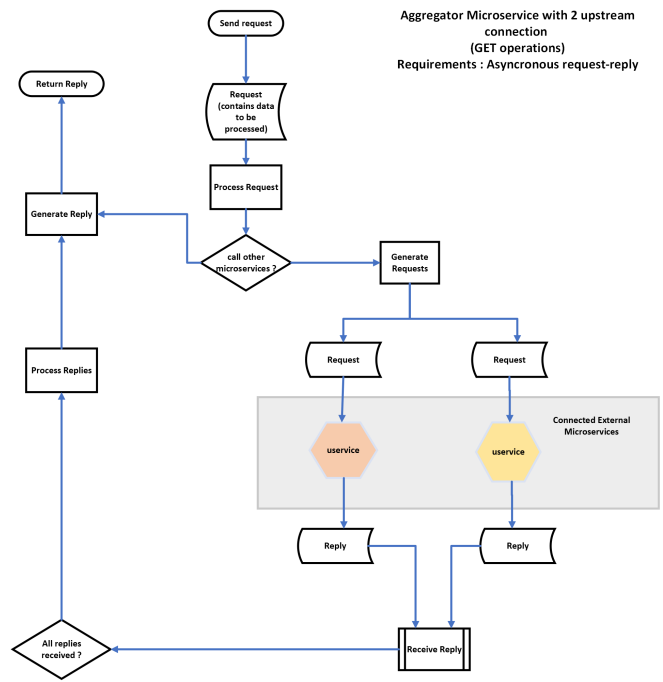 Aggregator Microservice with 2 upstream
connection
(GET operations)
Requirements : Asyncronous request-reply
Send request
Return Reply
Request
(contains data
to be
processed)
Process Request
Generate Reply
call other
microservices ?
Generate
Requests
Request
Request
Process Replies
Connected External
Microservices
uservice
uservice
Reply
Reply
All replies
received ?
Receive Reply